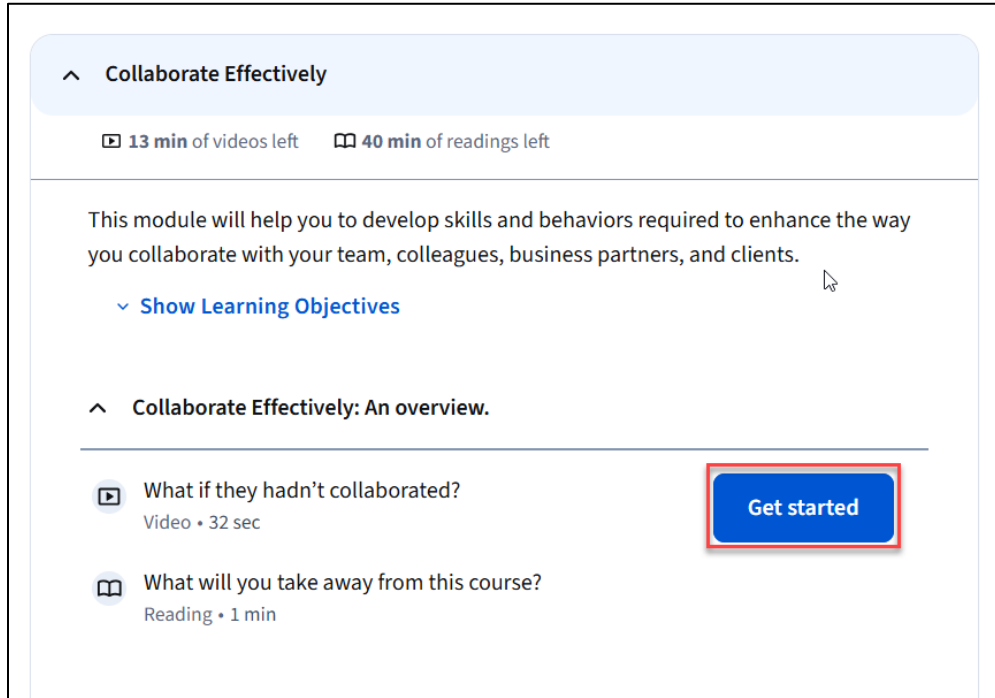 Collaborate Effectively
13 min of videos left 40 min of readings left
This module will help you to develop skills and behaviors required to enhance the way
you collaborate with your team, colleagues, business partners, and clients.
Show Learning Objectives
Collaborate Effectively: An overview.
What if they hadn’t collaborated?
Video • 32 sec
Get started
What will you take away from this course?
Reading • 1 min